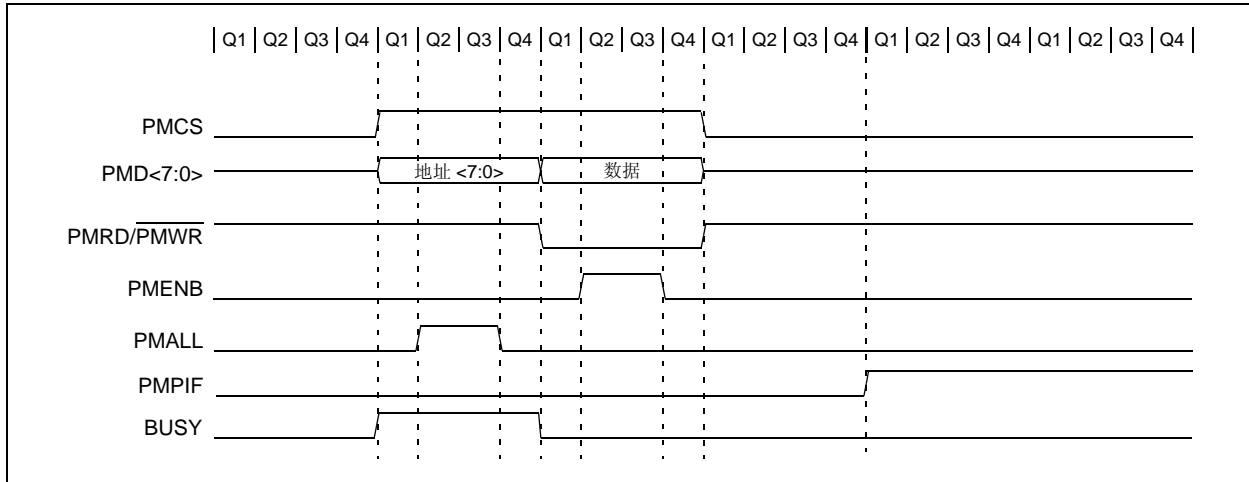 Q1 Q2 Q3 Q4 Q1 Q2 Q3 Q4 Q1 Q2 Q3 Q4 Q1 Q2 Q3 Q4 Q1 Q2 Q3 Q4 Q1 Q2 Q3 Q4
PMCS
PMD<7:0> 地址 <7:0> 数据
PMRD/PMWR
PMENB
PMALL
PMPIF
BUSY